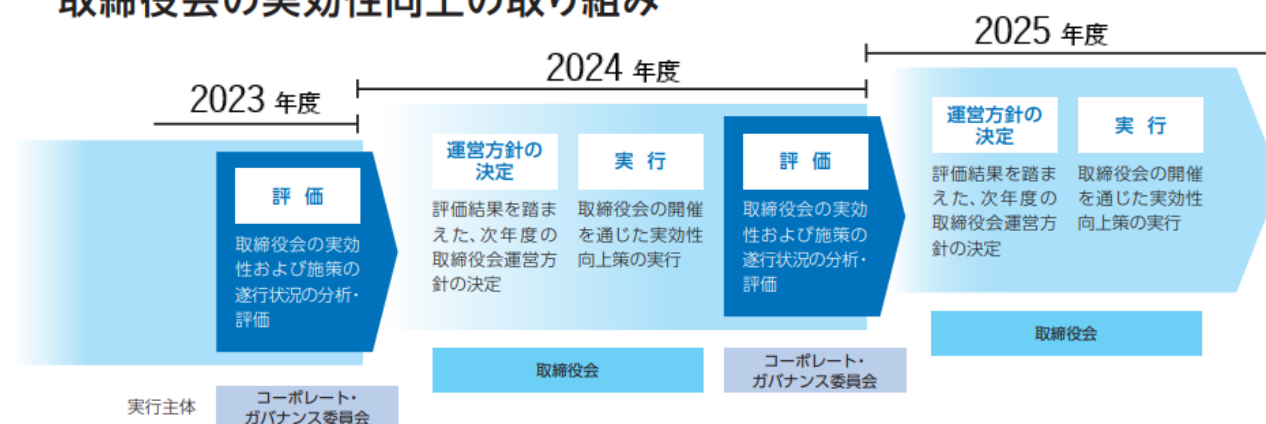 取締役会の実効性向上の取り組み
2023 年度
評 価
取締役会の実効
性および施策の
遂行状況の分析・
評価
実行主体
コーポレート・
ガバナンス委員会
2024 年度
運営方針の
決定
評価結果を踏ま
えた、次年度の
取締役会運営方
針の決定
実 行
取締役会の開催
を通じた実効性
向上策の実行
取締役会
評 価
取締役会の実効
性および施策の
遂行状況の分析・
評価
コーポレート・
ガバナンス委員会
2025 年度
運営方針の
決定
評価結果を踏ま
えた、次年度の
取締役会運営方
針の決定
実 行
取締役会の開催
を通じた実効性
向上策の実行
取締役会